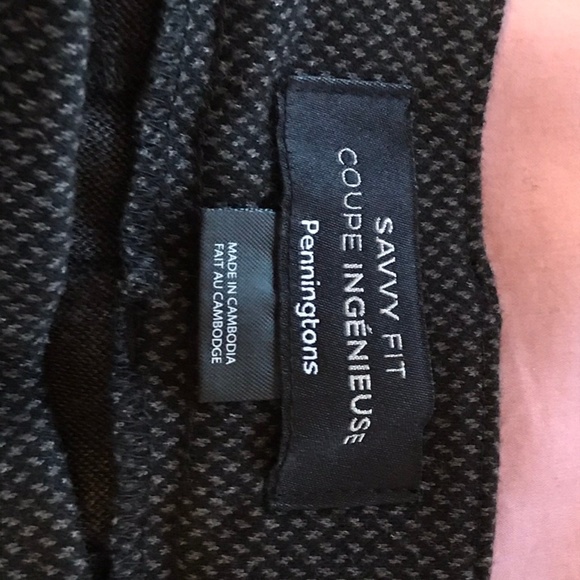 SAVVY FIT
COUPE INGÉNIEUSE
Penningtons
MADE IN CAMBODIA
FAIT AU CAMBODGE